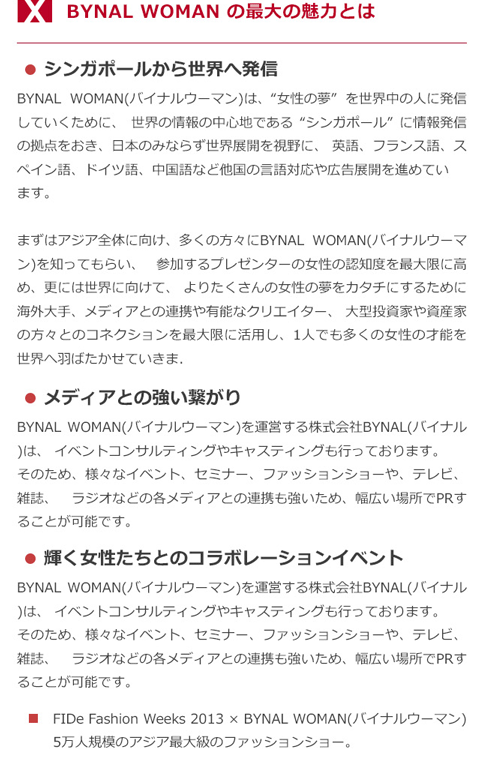 X BYNAL WOMAN の最大の魅力とは
● シンガポールから世界へ発信
BYNAL WOMAN(バイナルウーマン)は、“女性の夢” を世界中の人に発信
していくために、 世界の情報の中心地である “シンガポール” に情報発信
の拠点をおき、日本のみならず世界展開を視野に、 英語、フランス語、ス
ペイン語、ドイツ語、中国語など他国の言語対応や広告展開を進めてい
ます。
まずはアジア全体に向け、多くの方々にBYNAL WOMAN(バイナルウーマ
ン)を知ってもらい、 参加するプレゼンターの女性の認知度を最大限に高
め、更には世界に向けて、 よりたくさんの女性の夢をカタチにするために
海外大手、メディアとの連携や有能なクリエイター、 大型投資家や資産家
の方々とのコネクションを最大限に活用し、1人でも多くの女性の才能を
世界へ羽ばたかせていきま.
● メディアとの強い繋がり
BYNAL WOMAN(バイナルウーマン)を運営する株式会社BYNAL(バイナル
)は、 イベントコンサルティングやキャスティングも行っております。
そのため、様々なイベント、セミナー、ファッションショーや、テレビ、
雑誌、 ラジオなどの各メディアとの連携も強いため、幅広い場所でPRす
ることが可能です。
● 輝く女性たちとのコラボレーションイベント
BYNAL WOMAN(バイナルウーマン)を運営する株式会社BYNAL(バイナル
)は、 イベントコンサルティングやキャスティングも行っております。
そのため、様々なイベント、セミナー、ファッションショーや、テレビ、
雑誌、 ラジオなどの各メディアとの連携も強いため、幅広い場所でPRす
ることが可能です。
■ FIDe Fashion Weeks 2013 × BYNAL WOMAN(バイナルウーマン)
5万人規模のアジア最大級のファッションショー。